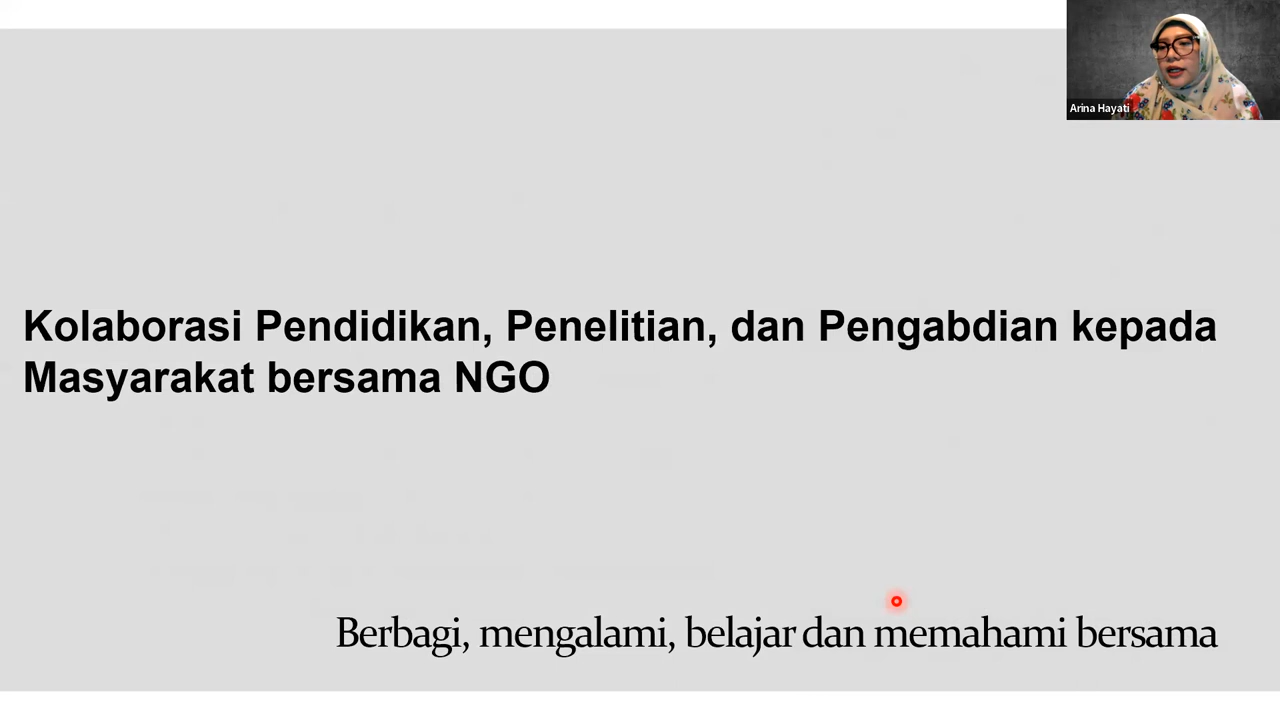 Arina Hayati
Kolaborasi Pendidikan, Penelitian, dan Pengabdian kepada
Masyarakat bersama NGO
Berbagi, mengalami, belajar dan memahami bersama